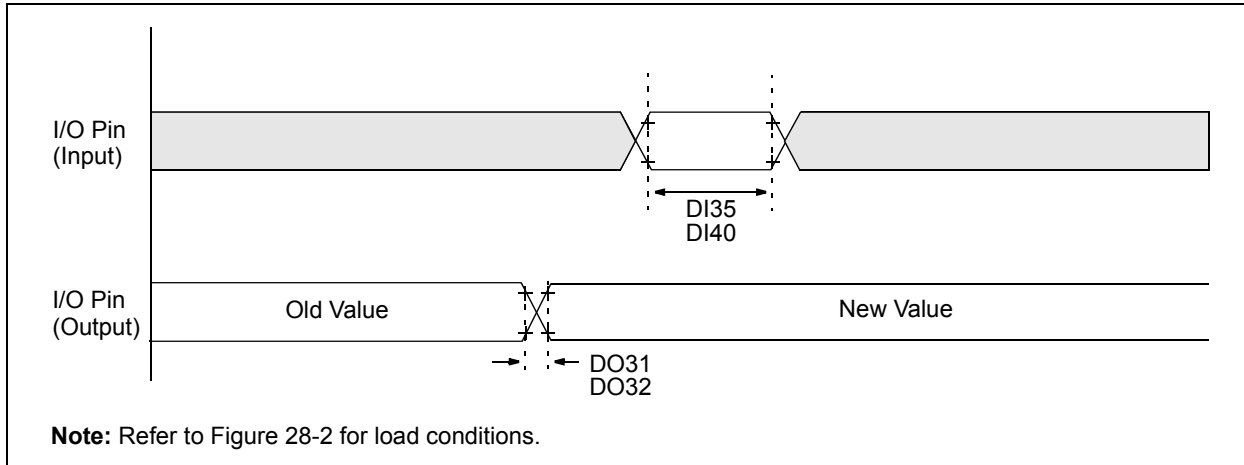 I/O Pin
(Input)
DI35
DI40
I/O Pin
(Output)
Old Value
New Value
DO31
DO32
Note: Refer to Figure 28-2 for load conditions.